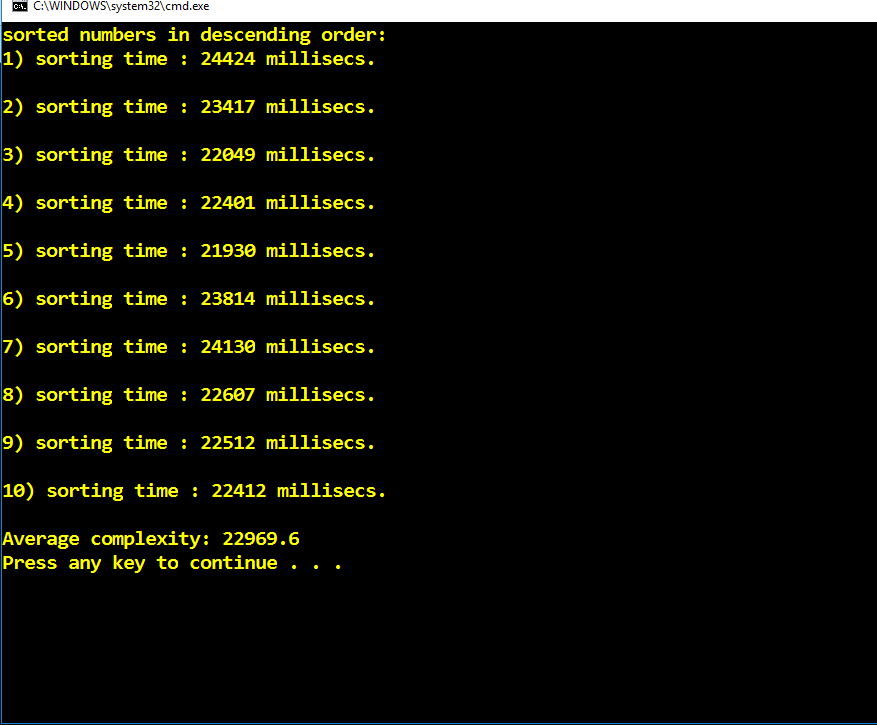 C:\WINDOWS\system32\cmd.exe
sorted numbers in descending order:
1) sorting time : 24424 millisecs.
2) sorting time : 23417 millisecs.
3) sorting time : 22049 millisecs.
4) sorting time : 22401 millisecs.
5) sorting time : 21930 millisecs.
6) sorting time : 23814 millisecs.
7) sorting time : 24130 millisecs.
8) sorting time : 22607 millisecs.
9) sorting time : 22512 millisecs.
10) sorting time : 22412 millisecs.
Average complexity: 22969.6
Press any key to continue . . .